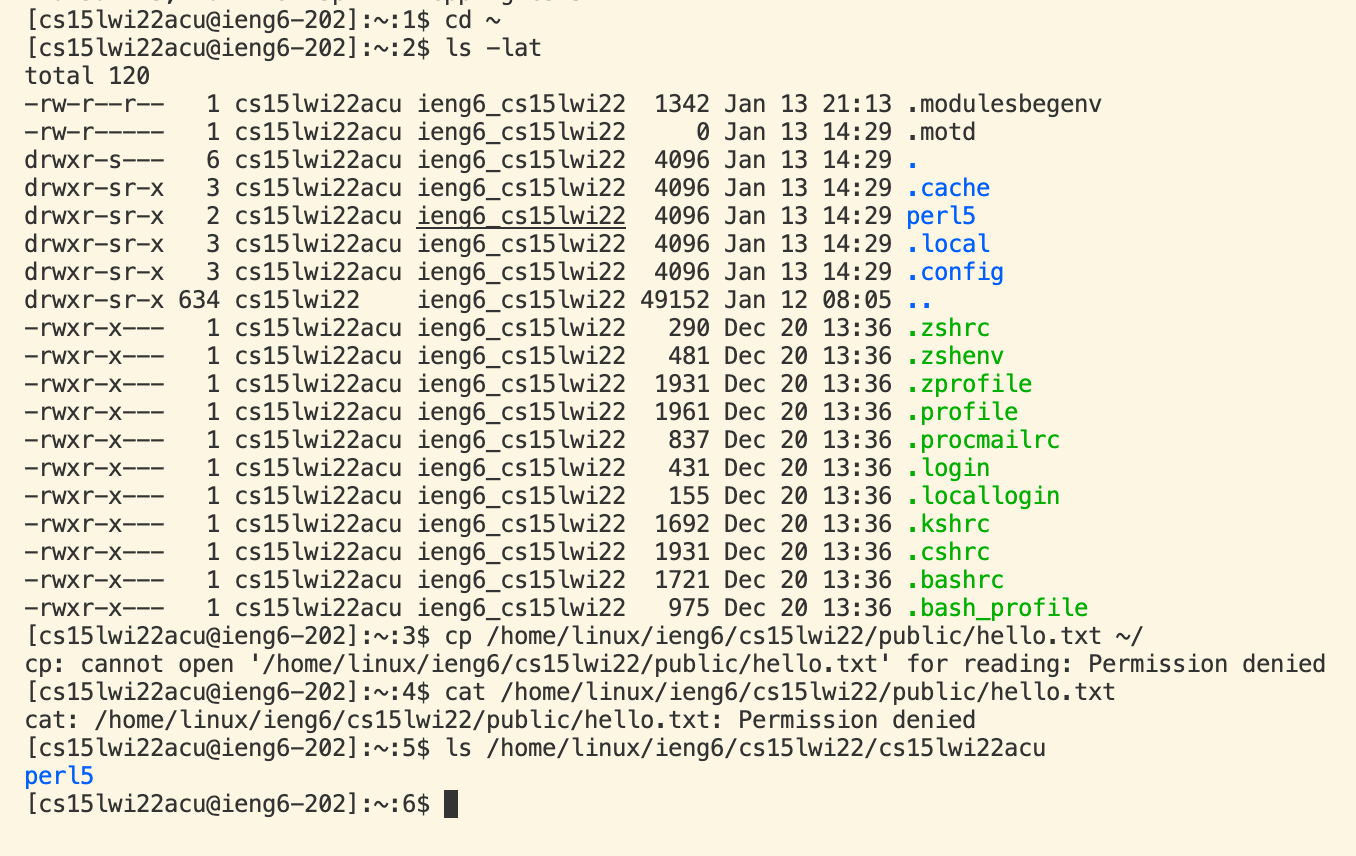 [cs15lwi22acu@ieng6-202]:~:1$ cd ~
[cs15lwi22acu@ieng6-202]:~:2$ ls -lat
total 120
-rw-r--r--   1 cs15lwi22acu ieng6_cs15lwi22  1342 Jan 13 21:13 .modulesbegenv
-rw-r-----   1 cs15lwi22acu ieng6_cs15lwi22     0 Jan 13 14:29 .motd
drwxr-s---   6 cs15lwi22acu ieng6_cs15lwi22  4096 Jan 13 14:29 .
drwxr-sr-x   3 cs15lwi22acu ieng6_cs15lwi22  4096 Jan 13 14:29 .cache
drwxr-sr-x   2 cs15lwi22acu ieng6_cs15lwi22  4096 Jan 13 14:29 perl5
drwxr-sr-x   3 cs15lwi22acu ieng6_cs15lwi22  4096 Jan 13 14:29 .local
drwxr-sr-x   3 cs15lwi22acu ieng6_cs15lwi22  4096 Jan 13 14:29 .config
drwxr-sr-x 634 cs15lwi22    ieng6_cs15lwi22 49152 Jan 12 08:05 ..
-rwxr-x---   1 cs15lwi22acu ieng6_cs15lwi22   290 Dec 20 13:36 .zshrc
-rwxr-x---   1 cs15lwi22acu ieng6_cs15lwi22   481 Dec 20 13:36 .zshenv
-rwxr-x---   1 cs15lwi22acu ieng6_cs15lwi22  1931 Dec 20 13:36 .zprofile
-rwxr-x---   1 cs15lwi22acu ieng6_cs15lwi22  1961 Dec 20 13:36 .profile
-rwxr-x---   1 cs15lwi22acu ieng6_cs15lwi22   837 Dec 20 13:36 .procmailrc
-rwxr-x---   1 cs15lwi22acu ieng6_cs15lwi22   431 Dec 20 13:36 .login
-rwxr-x---   1 cs15lwi22acu ieng6_cs15lwi22   155 Dec 20 13:36 .locallogin
-rwxr-x---   1 cs15lwi22acu ieng6_cs15lwi22  1692 Dec 20 13:36 .kshrc
-rwxr-x---   1 cs15lwi22acu ieng6_cs15lwi22  1931 Dec 20 13:36 .cshrc
-rwxr-x---   1 cs15lwi22acu ieng6_cs15lwi22  1721 Dec 20 13:36 .bashrc
-rwxr-x---   1 cs15lwi22acu ieng6_cs15lwi22   975 Dec 20 13:36 .bash_profile
[cs15lwi22acu@ieng6-202]:~:3$ cp /home/linux/ieng6/cs15lwi22/public/hello.txt ~/
cp: cannot open '/home/linux/ieng6/cs15lwi22/public/hello.txt' for reading: Permission denied
[cs15lwi22acu@ieng6-202]:~:4$ cat /home/linux/ieng6/cs15lwi22/public/hello.txt
cat: /home/linux/ieng6/cs15lwi22/public/hello.txt: Permission denied
[cs15lwi22acu@ieng6-202]:~:5$ ls /home/linux/ieng6/cs15lwi22/cs15lwi22acu
perl5
[cs15lwi22acu@ieng6-202]:~:6$